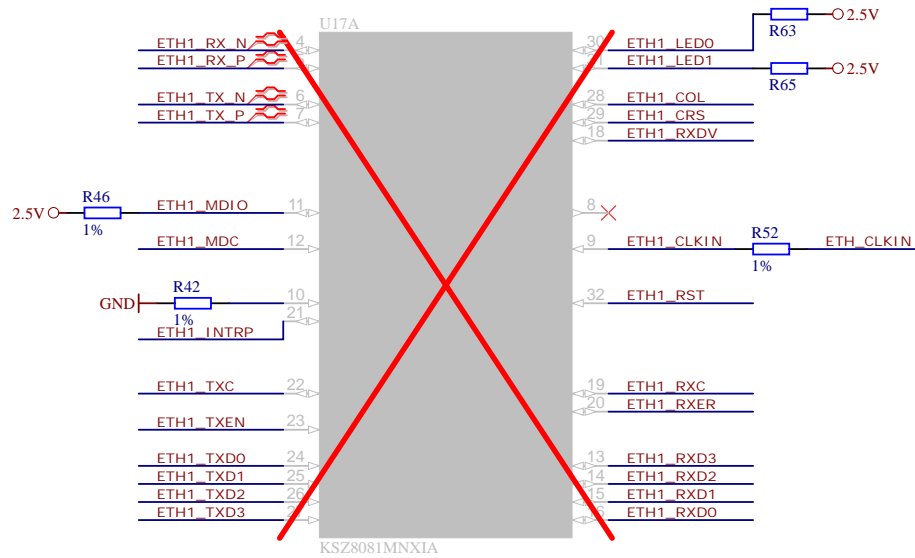 U17A
ETH1_RX_N 4
ETH1_RX_P
ETH1_TX_N 6
ETH1_TX_P 7
R46
2.5V ETH1_MDIO 11
1%
ETH1_MDC 12
R42
GND 10
1%
21
ETH1_INTRP
ETH1_TXC 22
ETH1_TXEN 23
ETH1_TXD0 24
ETH1_TXD1 25
ETH1_TXD2 26
ETH1_TXD3
2.5V
R63
30 ETH1_LED0
ETH1_LED1
2.5V
R65
28 ETH1_COL
29 ETH1_CRS
18 ETH1_RXDV
8
R52
9 ETH1_CLKIN ETH_CLKIN
1%
32 ETH1_RST
19 ETH1_RXC
20 ETH1_RXER
13 ETH1_RXD3
14 ETH1_RXD2
15 ETH1_RXD1
ETH1_RXD0
KSZ8081MNXIA